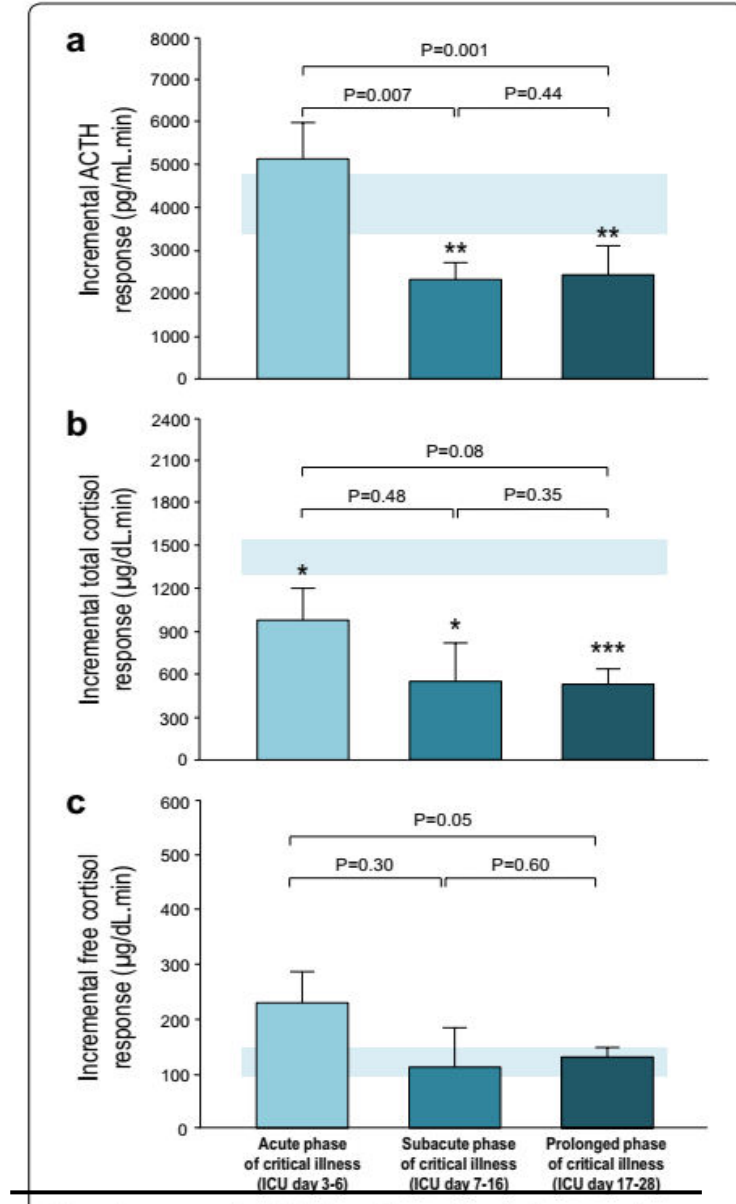 a
Incremental ACTH
response (pg/mL.min)
8000
7000
6000
5000
4000
3000
2000
1000
0
P=0.001
P=0.007
P=0.44
**
**
b
Incremental total cortisol
response (µg/dL.min)
2400
2100
1800
1500
1200
900
600
300
0
P=0.08
P=0.48
P=0.35
*
*
***
c
Incremental free cortisol
response (µg/dL.min)
600
500
400
300
200
100
0
P=0.05
P=0.30
P=0.60
Acute phase
of critical illness
(ICU day 3-6)
Subacute phase
of critical illness
(ICU day 7-16)
Prolonged phase
of critical illness
(ICU day 17-28)